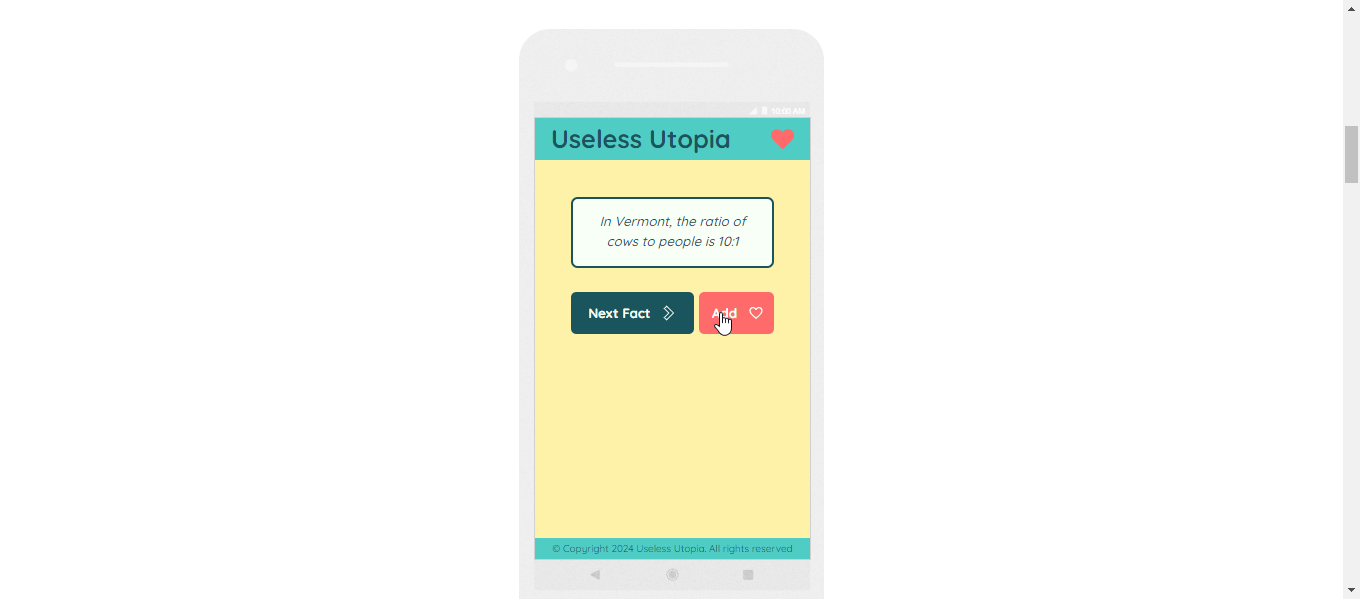 10:00 AM
Useless Utopia
In Vermont, the ratio of
cows to people is 10:1
Next Fact
Add
© Copyright 2024 Useless Utopia. All rights reserved